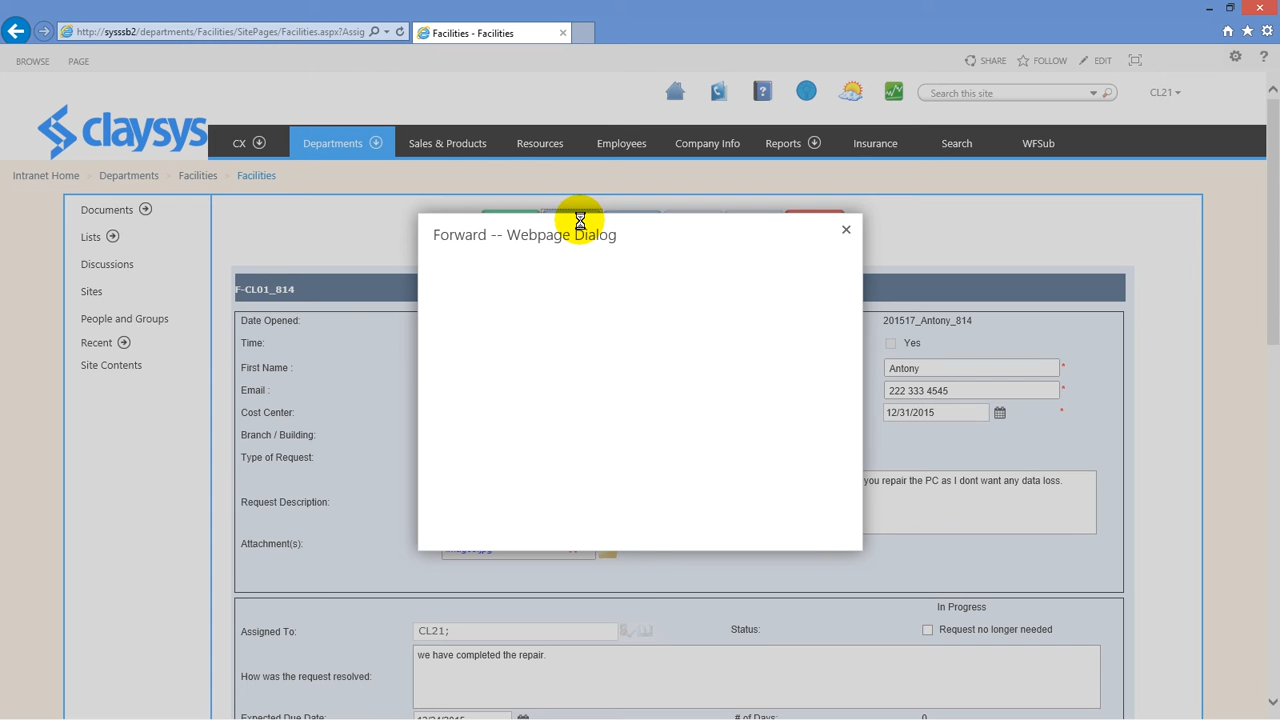 http://sysssb2/departments/Facilities/SitePages/Facilities.aspx?Assig
Facilities - Facilities
BROWSE PAGE
SHARE FOLLOW EDIT
claysys
Search this site
CL21
CX Departments Sales & Products Resources Employees Company Info Reports Insurance Search WFSub
Intranet Home Departments Facilities Facilities
Documents
Lists
Discussions
Sites
People and Groups
Recent
Site Contents
Forward -- Webpage Dialog
F-CL01_814
Date Opened: 201517_Antony_814
Time: Yes
First Name : Antony *
Email : 222 333 4545 *
Cost Center: 12/31/2015 *
Branch / Building:
Type of Request:
you repair the PC as I dont want any data loss.
Request Description:
Attachment(s):
In Progress
Assigned To: CL21; Status: Request no longer needed
we have completed the repair.
How was the request resolved:
Expected Due Date: 12/24/2015 # of Days: 0